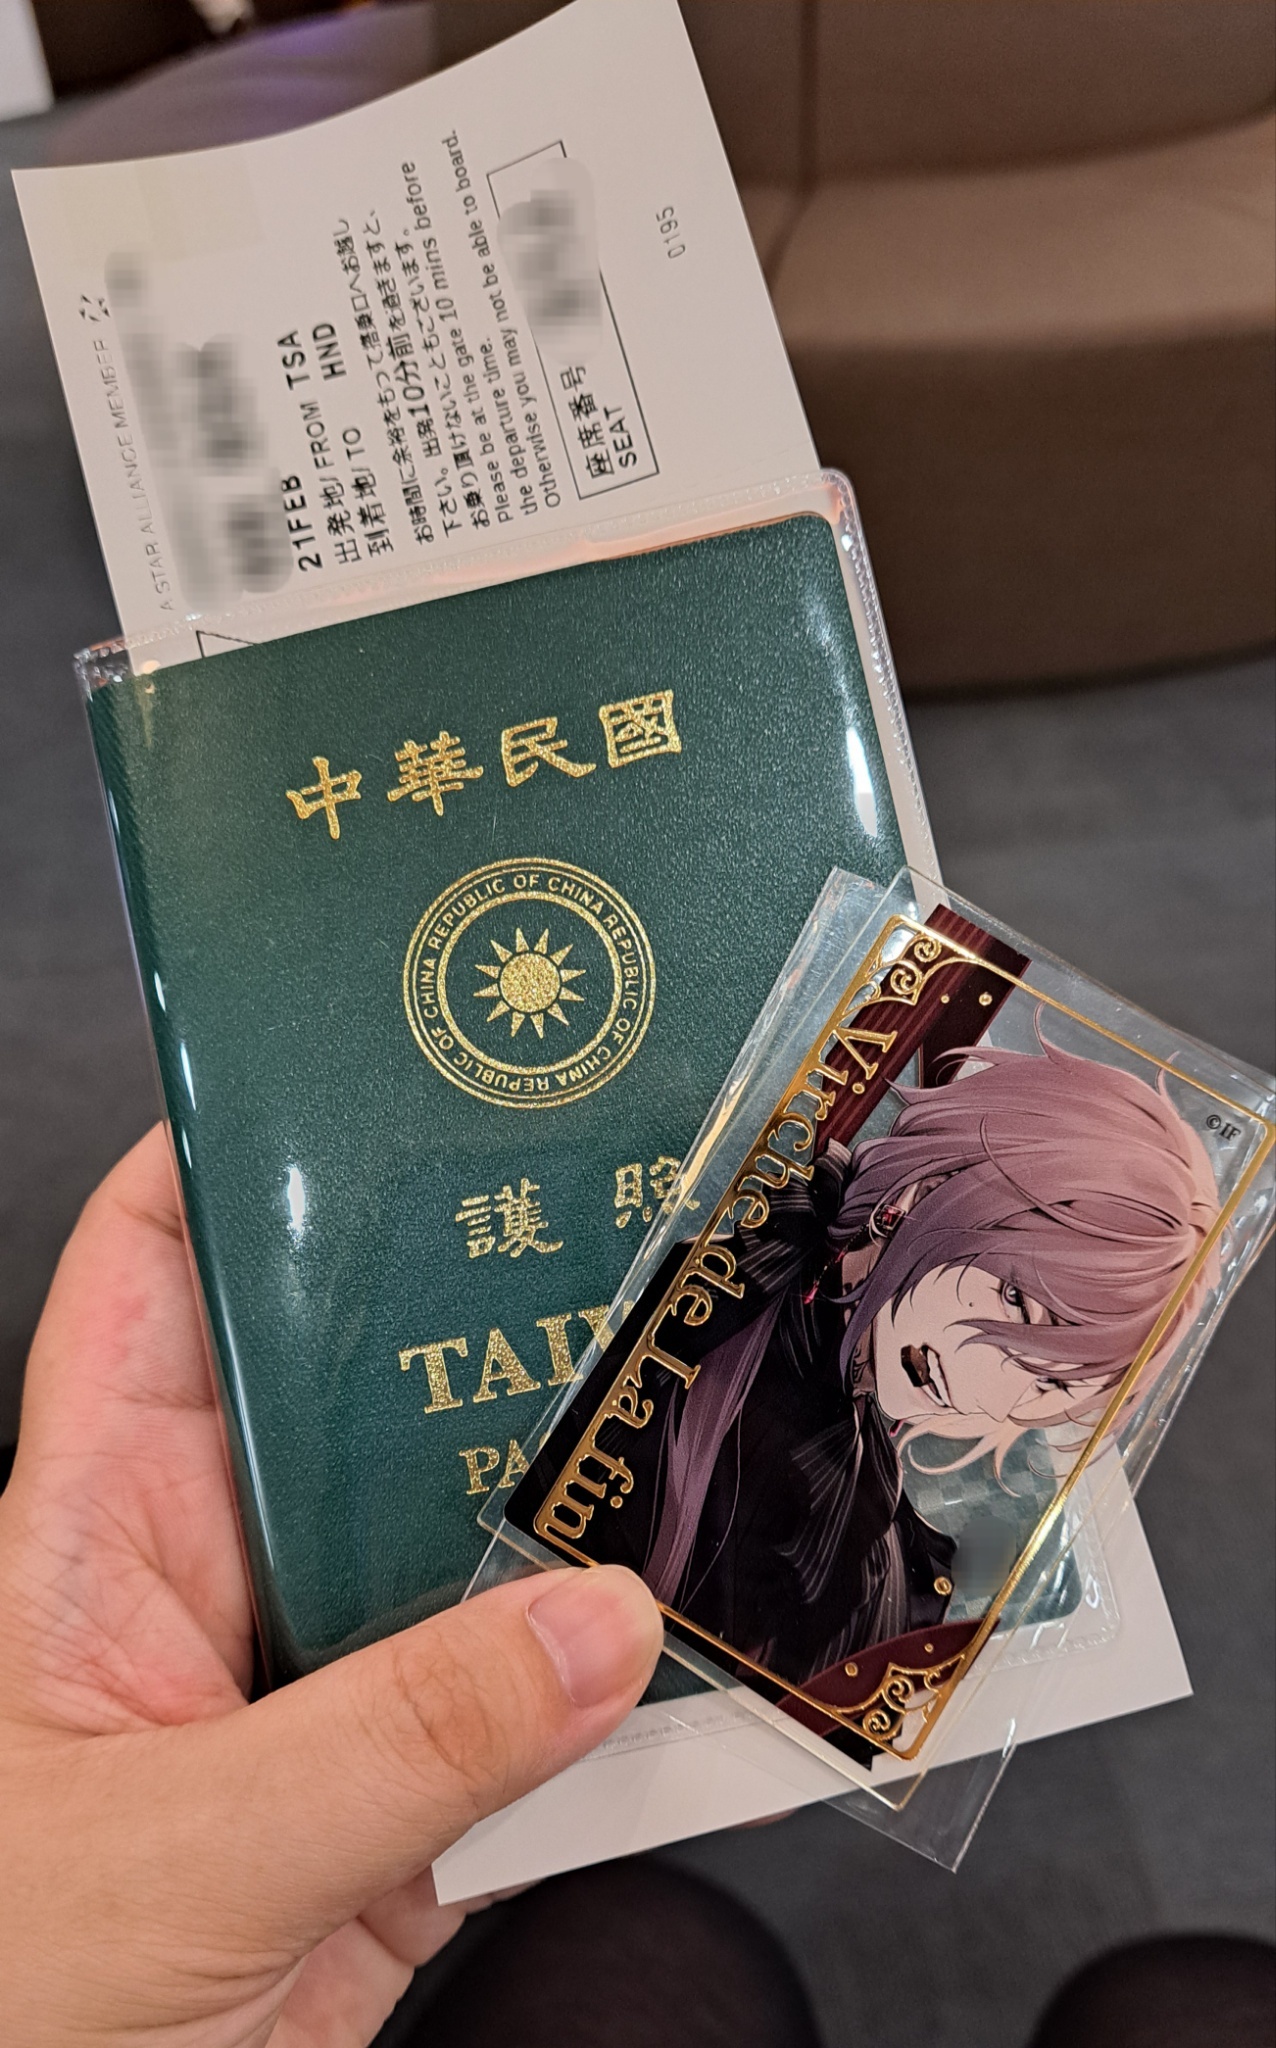 A STAR ALLIANCE MEMBER
21FEB
出発地/FROM TSA
到着地/TO HND
お時間に余裕をもって搭乗口へお越し
下さい。出発10分前を過ぎますと、
お乗り頂けないこともございます。
Please be at the gate 10 mins before
the departure time.
Otherwise you may not be able to board.
座席番号
SEAT
0195
中華民國
REPUBLIC OF CHINA REPUBLIC OF CHINA REPUBLIC OF CHINA
護照
TAI
PA
Virche de Lafin
©IF